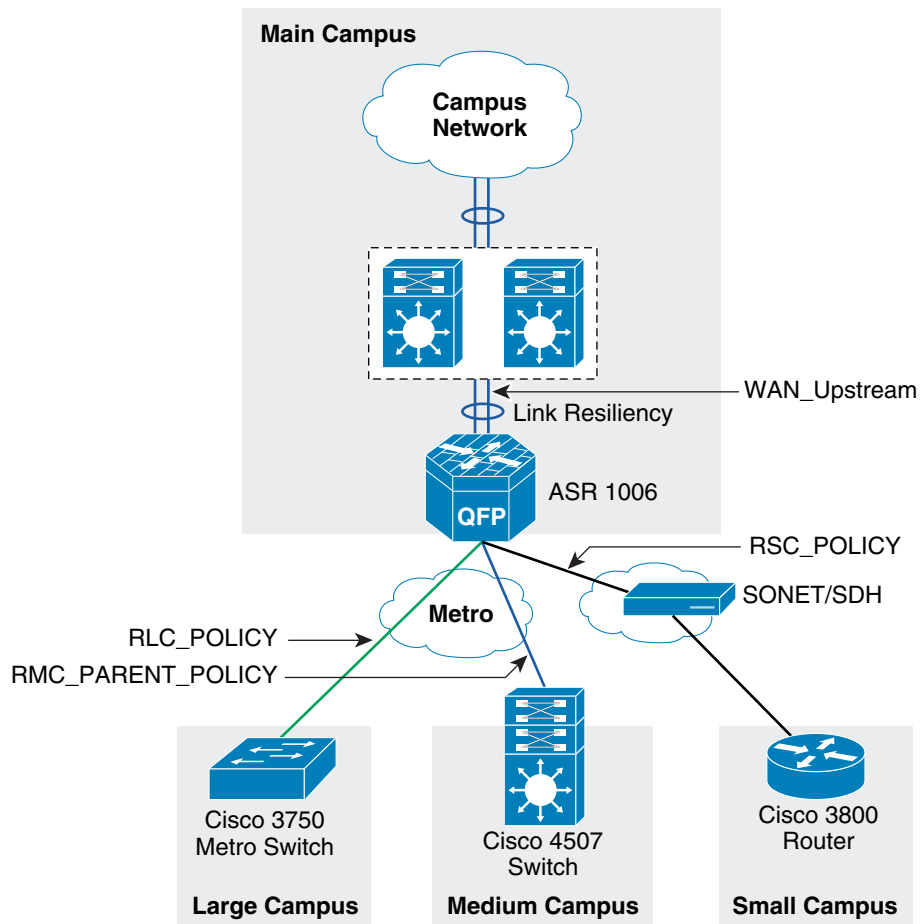 Main Campus
Campus
Network
WAN_Upstream
Link Resiliency
ASR 1006
QFP
RSC_POLICY
SONET/SDH
Metro
RLC_POLICY
RMC_PARENT_POLICY
Cisco 3750
Metro Switch
Cisco 4507
Switch
Cisco 3800
Router
Large Campus
Medium Campus
Small Campus